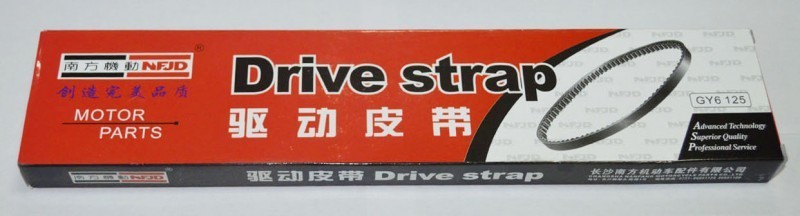 南方機動 NFJD ®
创造完美品质
MOTOR
PARTS
Drive strap
驱动皮带
NFJD
GY6 125
Advanced Technology
Superior Quality
Professional Service
南方機動 NFJD
驱动皮带 Drive strap
长沙南方机动车配件有限公司